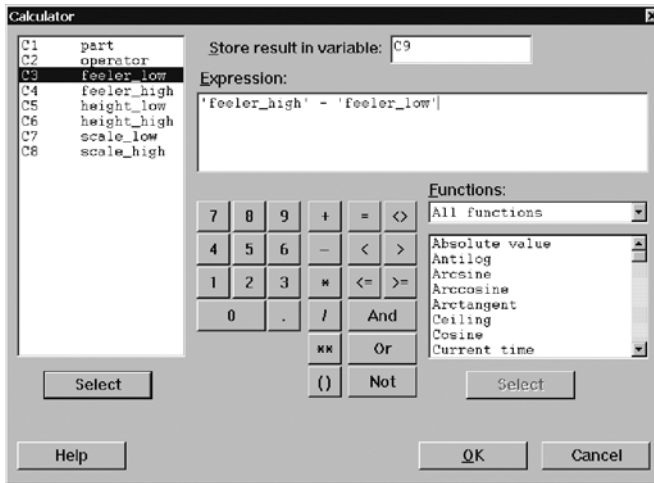 Calculator
C1 part
C2 operator
C3 feeler_low
C4 feeler_high
C5 height_low
C6 height_high
C7 scale_low
C8 scale_high
Select
Store result in variable: C9
Expression:
'feeler_high' - 'feeler_low'
7 8 9 + = <>
4 5 6 - < >
1 2 3 * <= >=
0 . / And
** Or
() Not
Functions:
All functions
Absolute value
Antilog
Arcsine
Arccosine
Arctangent
Ceiling
Cosine
Current time
Select
Help
OK
Cancel